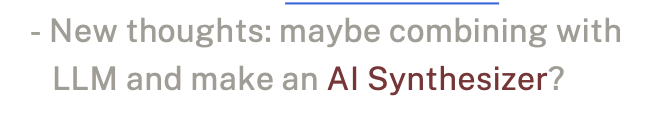 - New thoughts: maybe combining with
LLM and make an AI Synthesizer?